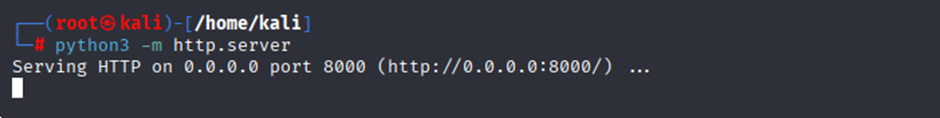 ┌──(root㉿kali)-[/home/kali]
└─# python3 -m http.server
Serving HTTP on 0.0.0.0 port 8000 (http://0.0.0.0:8000/) ...